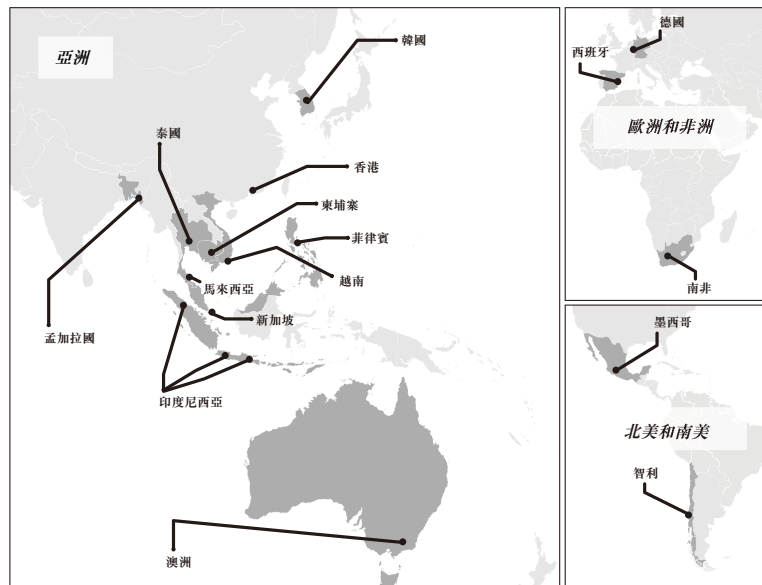 亞洲
韓國
泰國
香港
柬埔寨
菲律賓
越南
馬來西亞
新加坡
孟加拉國
印度尼西亞
澳洲
德國
西班牙
歐洲和非洲
南非
墨西哥
北美和南美
智利